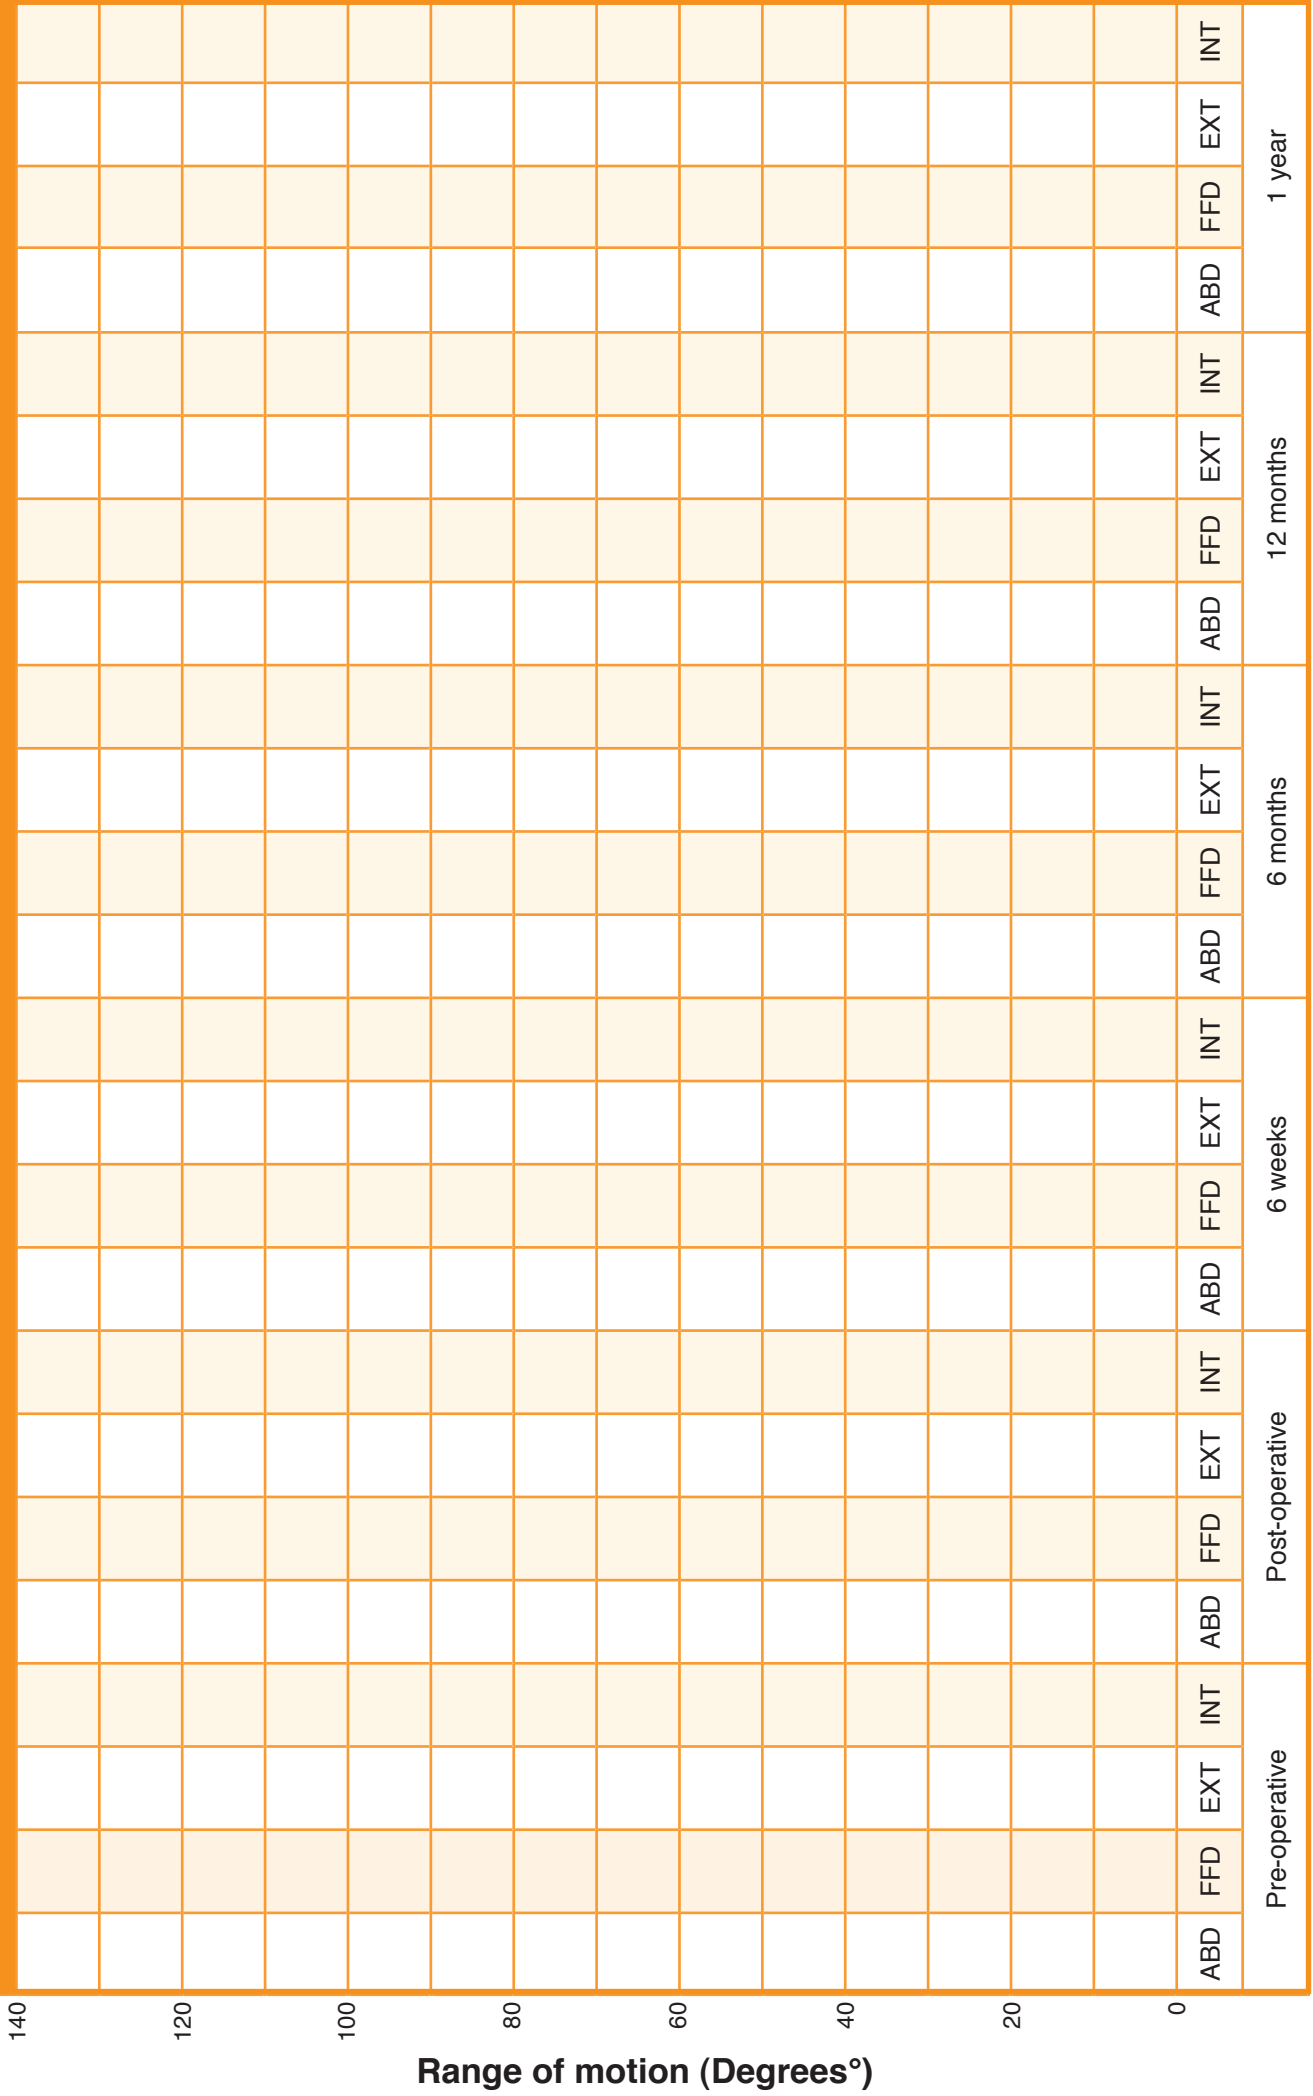 Range of motion (Degrees°)
140
120
100
80
60
40
20
0
ABD FFD EXT INT ABD FFD EXT INT ABD FFD EXT INT ABD FFD EXT INT ABD FFD EXT INT ABD FFD EXT INT
Pre-operative Post-operative 6 weeks 6 months 12 months 1 year